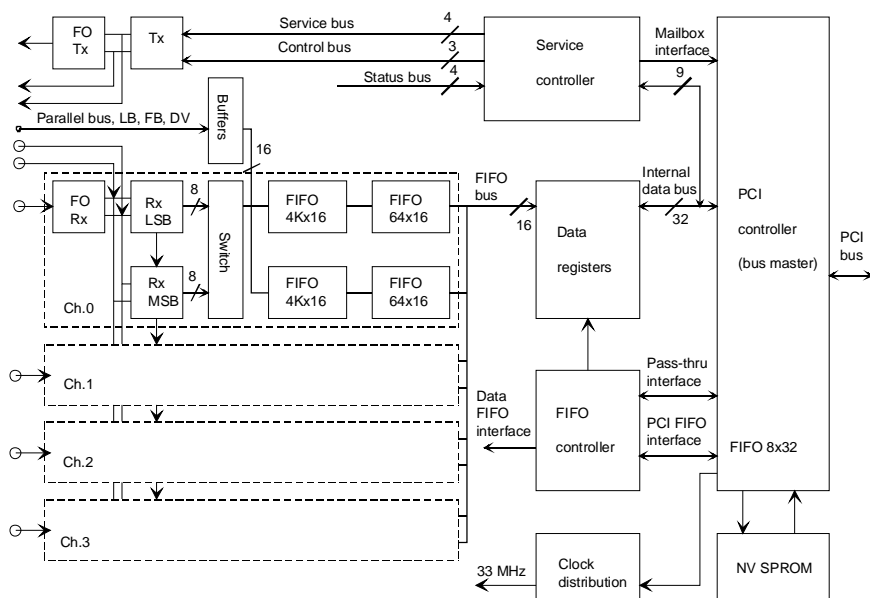 Service bus
4
FO
Tx
Tx
Control bus
3
Service
controller
Mailbox
interface
Status bus
4
9
Parallel bus, LB, FB, DV
Buffers
16
FO
Rx
Rx
LSB
8
Switch
FIFO
4Kx16
FIFO
64x16
FIFO
bus
16
Data
registers
Internal
data bus
32
PCI
controller
(bus master)
PCI
bus
Rx
MSB
8
FIFO
4Kx16
FIFO
64x16
Ch.0
Ch.1
Data
FIFO
interface
FIFO
controller
Pass-thru
interface
PCI FIFO
interface
FIFO 8x32
Ch.2
Ch.3
33 MHz
Clock
distribution
NV SPROM